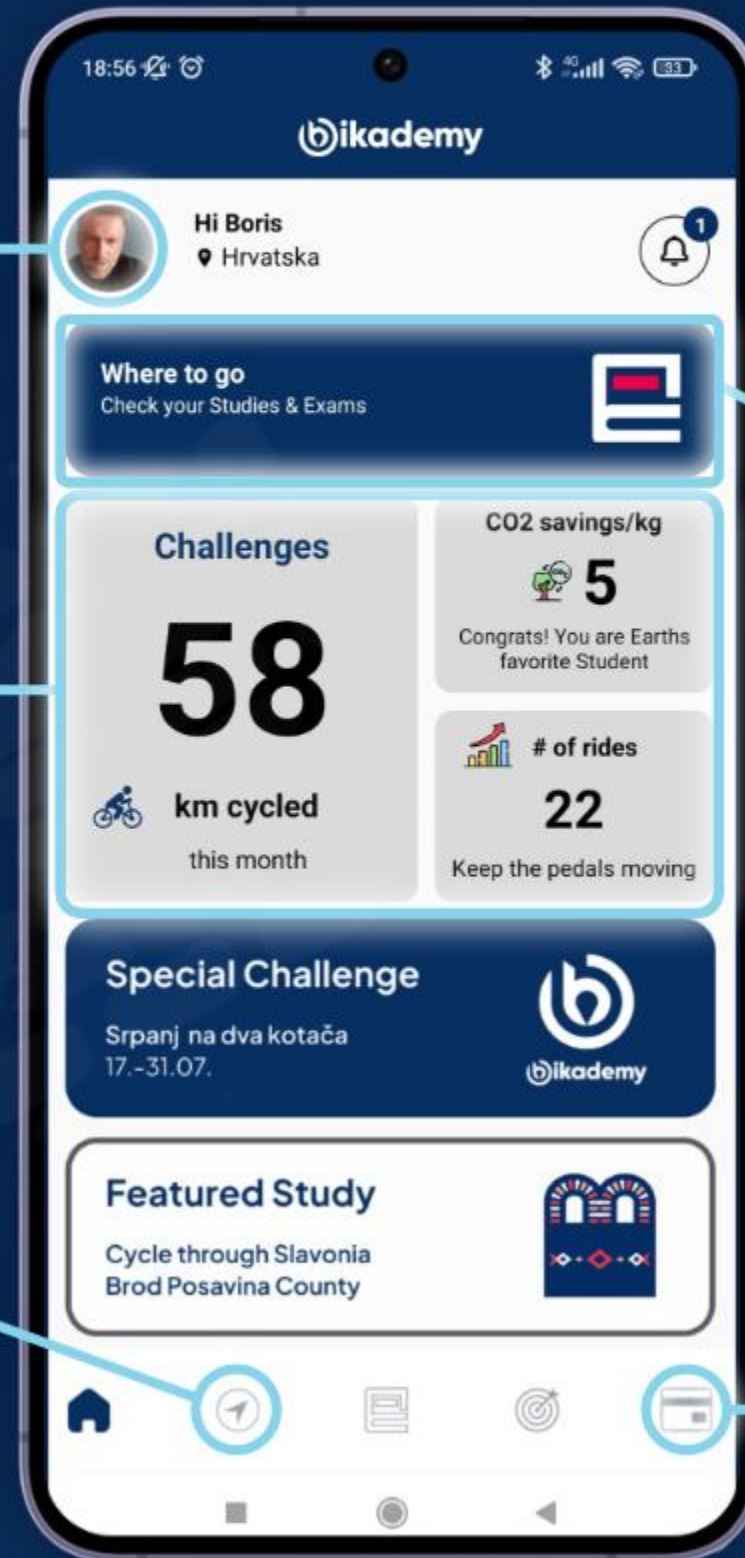 18:56
4G
33
bikademy
Hi Boris
Hrvatska
1
Where to go
Check your Studies & Exams
Challenges
58
km cycled
this month
CO2 savings/kg
5
Congrats! You are Earths
favorite Student
# of rides
22
Keep the pedals moving
Special Challenge
Srpanj na dva kotača
17.-31.07.
bikademy
Featured Study
Cycle through Slavonia
Brod Posavina County